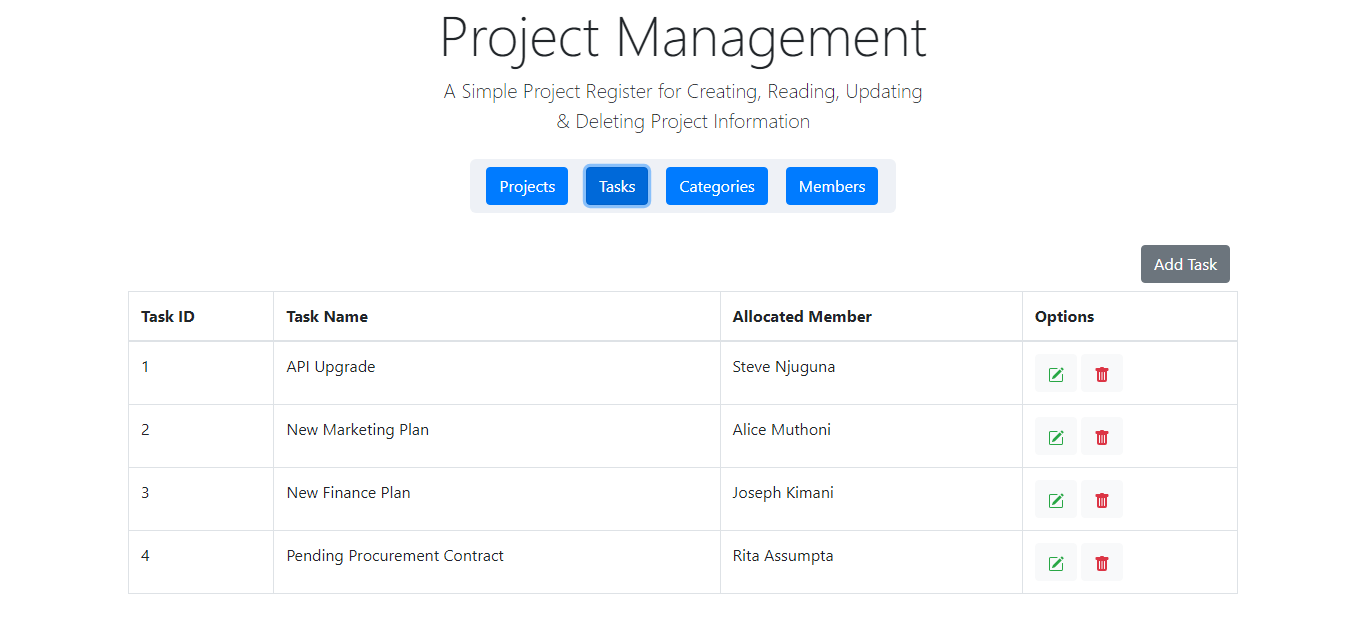 Project Management
A Simple Project Register for Creating, Reading, Updating
& Deleting Project Information
Projects Tasks Categories Members
Add Task
Task ID Task Name Allocated Member Options
1 API Upgrade Steve Njuguna
2 New Marketing Plan Alice Muthoni
3 New Finance Plan Joseph Kimani
4 Pending Procurement Contract Rita Assumpta